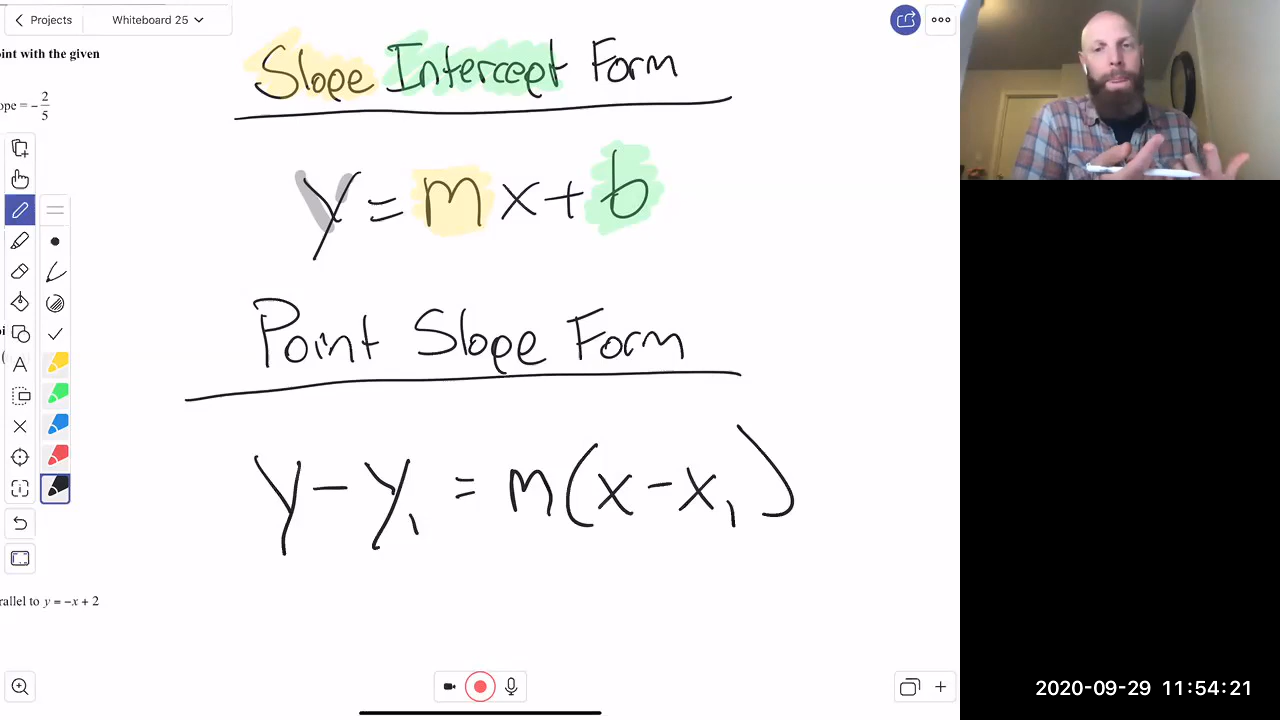 Projects
Whiteboard 25
int with the given
ope = -2/5
Slope Intercept Form
y = mx + b
Point Slope Form
y - y₁ = m(x - x₁)
A
rallel to y = -x + 2
2020-09-29 11:54:21